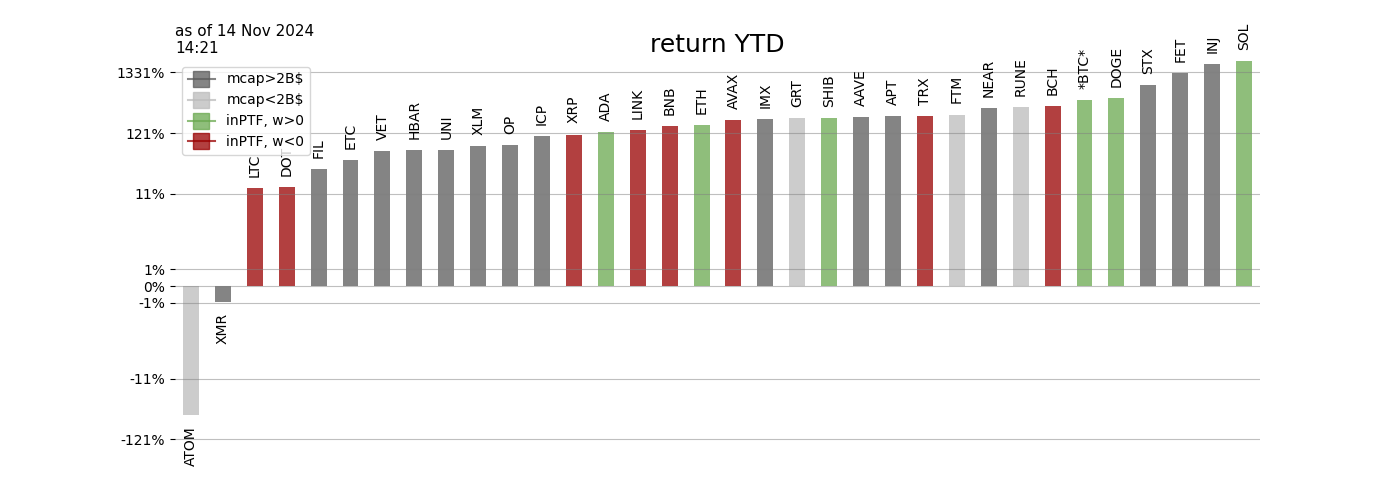 as of 14 Nov 2024
14:21
return YTD
1331%
121%
11%
1%
0%
-1%
-11%
-121%
mcap>2B$
mcap<2B$
inPTF, w>0
inPTF, w<0
ATOM
XMR
LTC
DOT
FIL
ETC
VET
HBAR
UNI
XLM
OP
ICP
XRP
ADA
LINK
BNB
ETH
AVAX
IMX
GRT
SHIB
AAVE
APT
TRX
FTM
NEAR
RUNE
BCH
*BTC*
DOGE
STX
FET
INJ
SOL